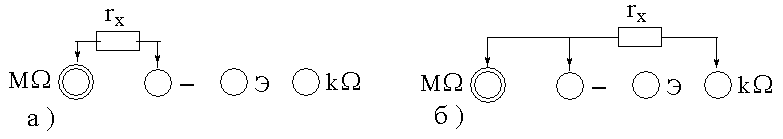 rₓ
MΩ – Э kΩ
а )
rₓ
MΩ – Э kΩ
б )